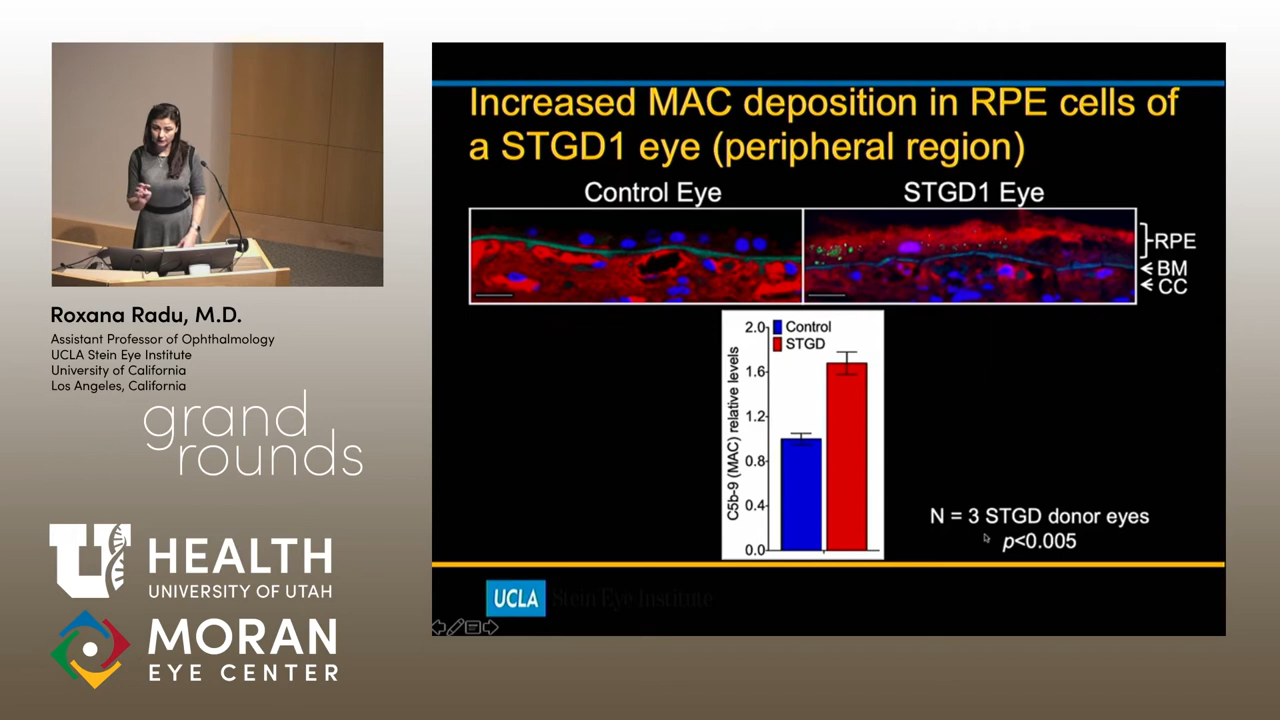 Increased MAC deposition in RPE cells of
a STGD1 eye (peripheral region)
Control Eye
STGD1 Eye
RPE
BM
CC
2.0
1.6
1.2
0.8
0.4
0.0
Control
STGD
C5b-9 (MAC) relative levels
N = 3 STGD donor eyes
p<0.005
UCLA Stein Eye Institute
Roxana Radu, M.D.
Assistant Professor of Ophthalmology
UCLA Stein Eye Institute
University of California
Los Angeles, California
grand
rounds
U HEALTH
UNIVERSITY OF UTAH
MORAN
EYE CENTER